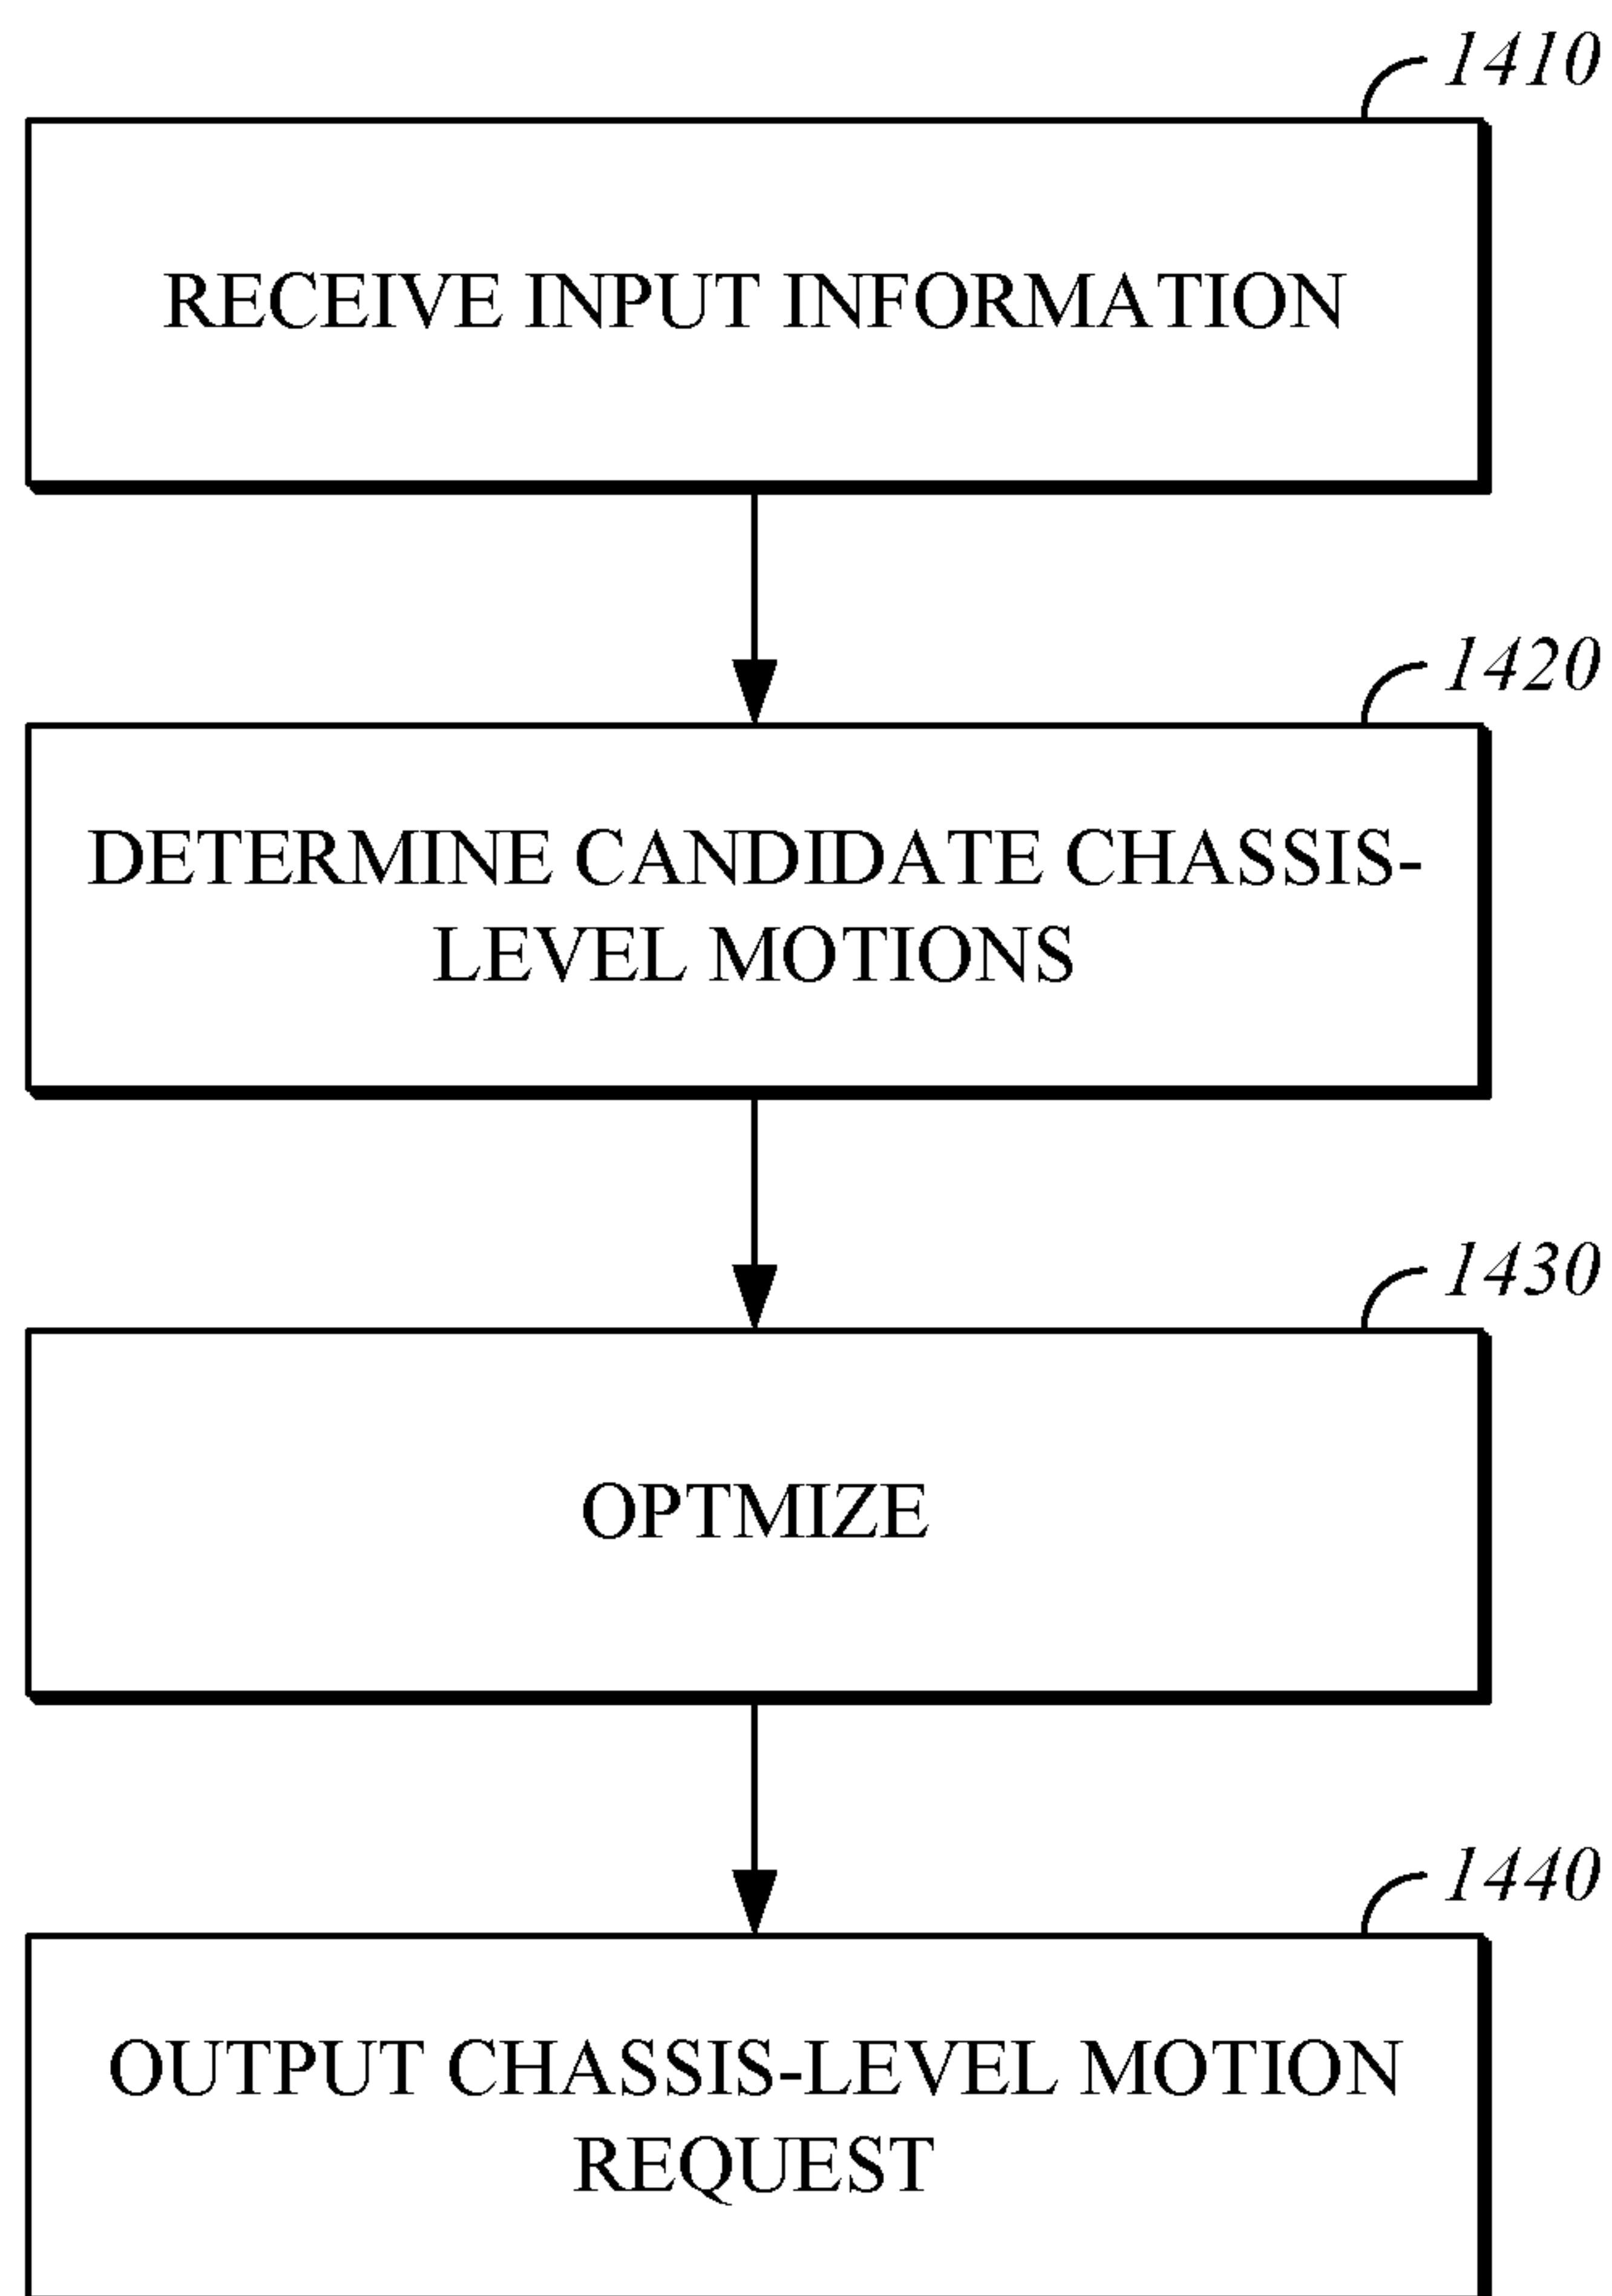 1410
RECEIVE INPUT INFORMATION
1420
DETERMINE CANDIDATE CHASSIS-
LEVEL MOTIONS
1430
OPTMIZE
1440
OUTPUT CHASSIS-LEVEL MOTION
REQUEST